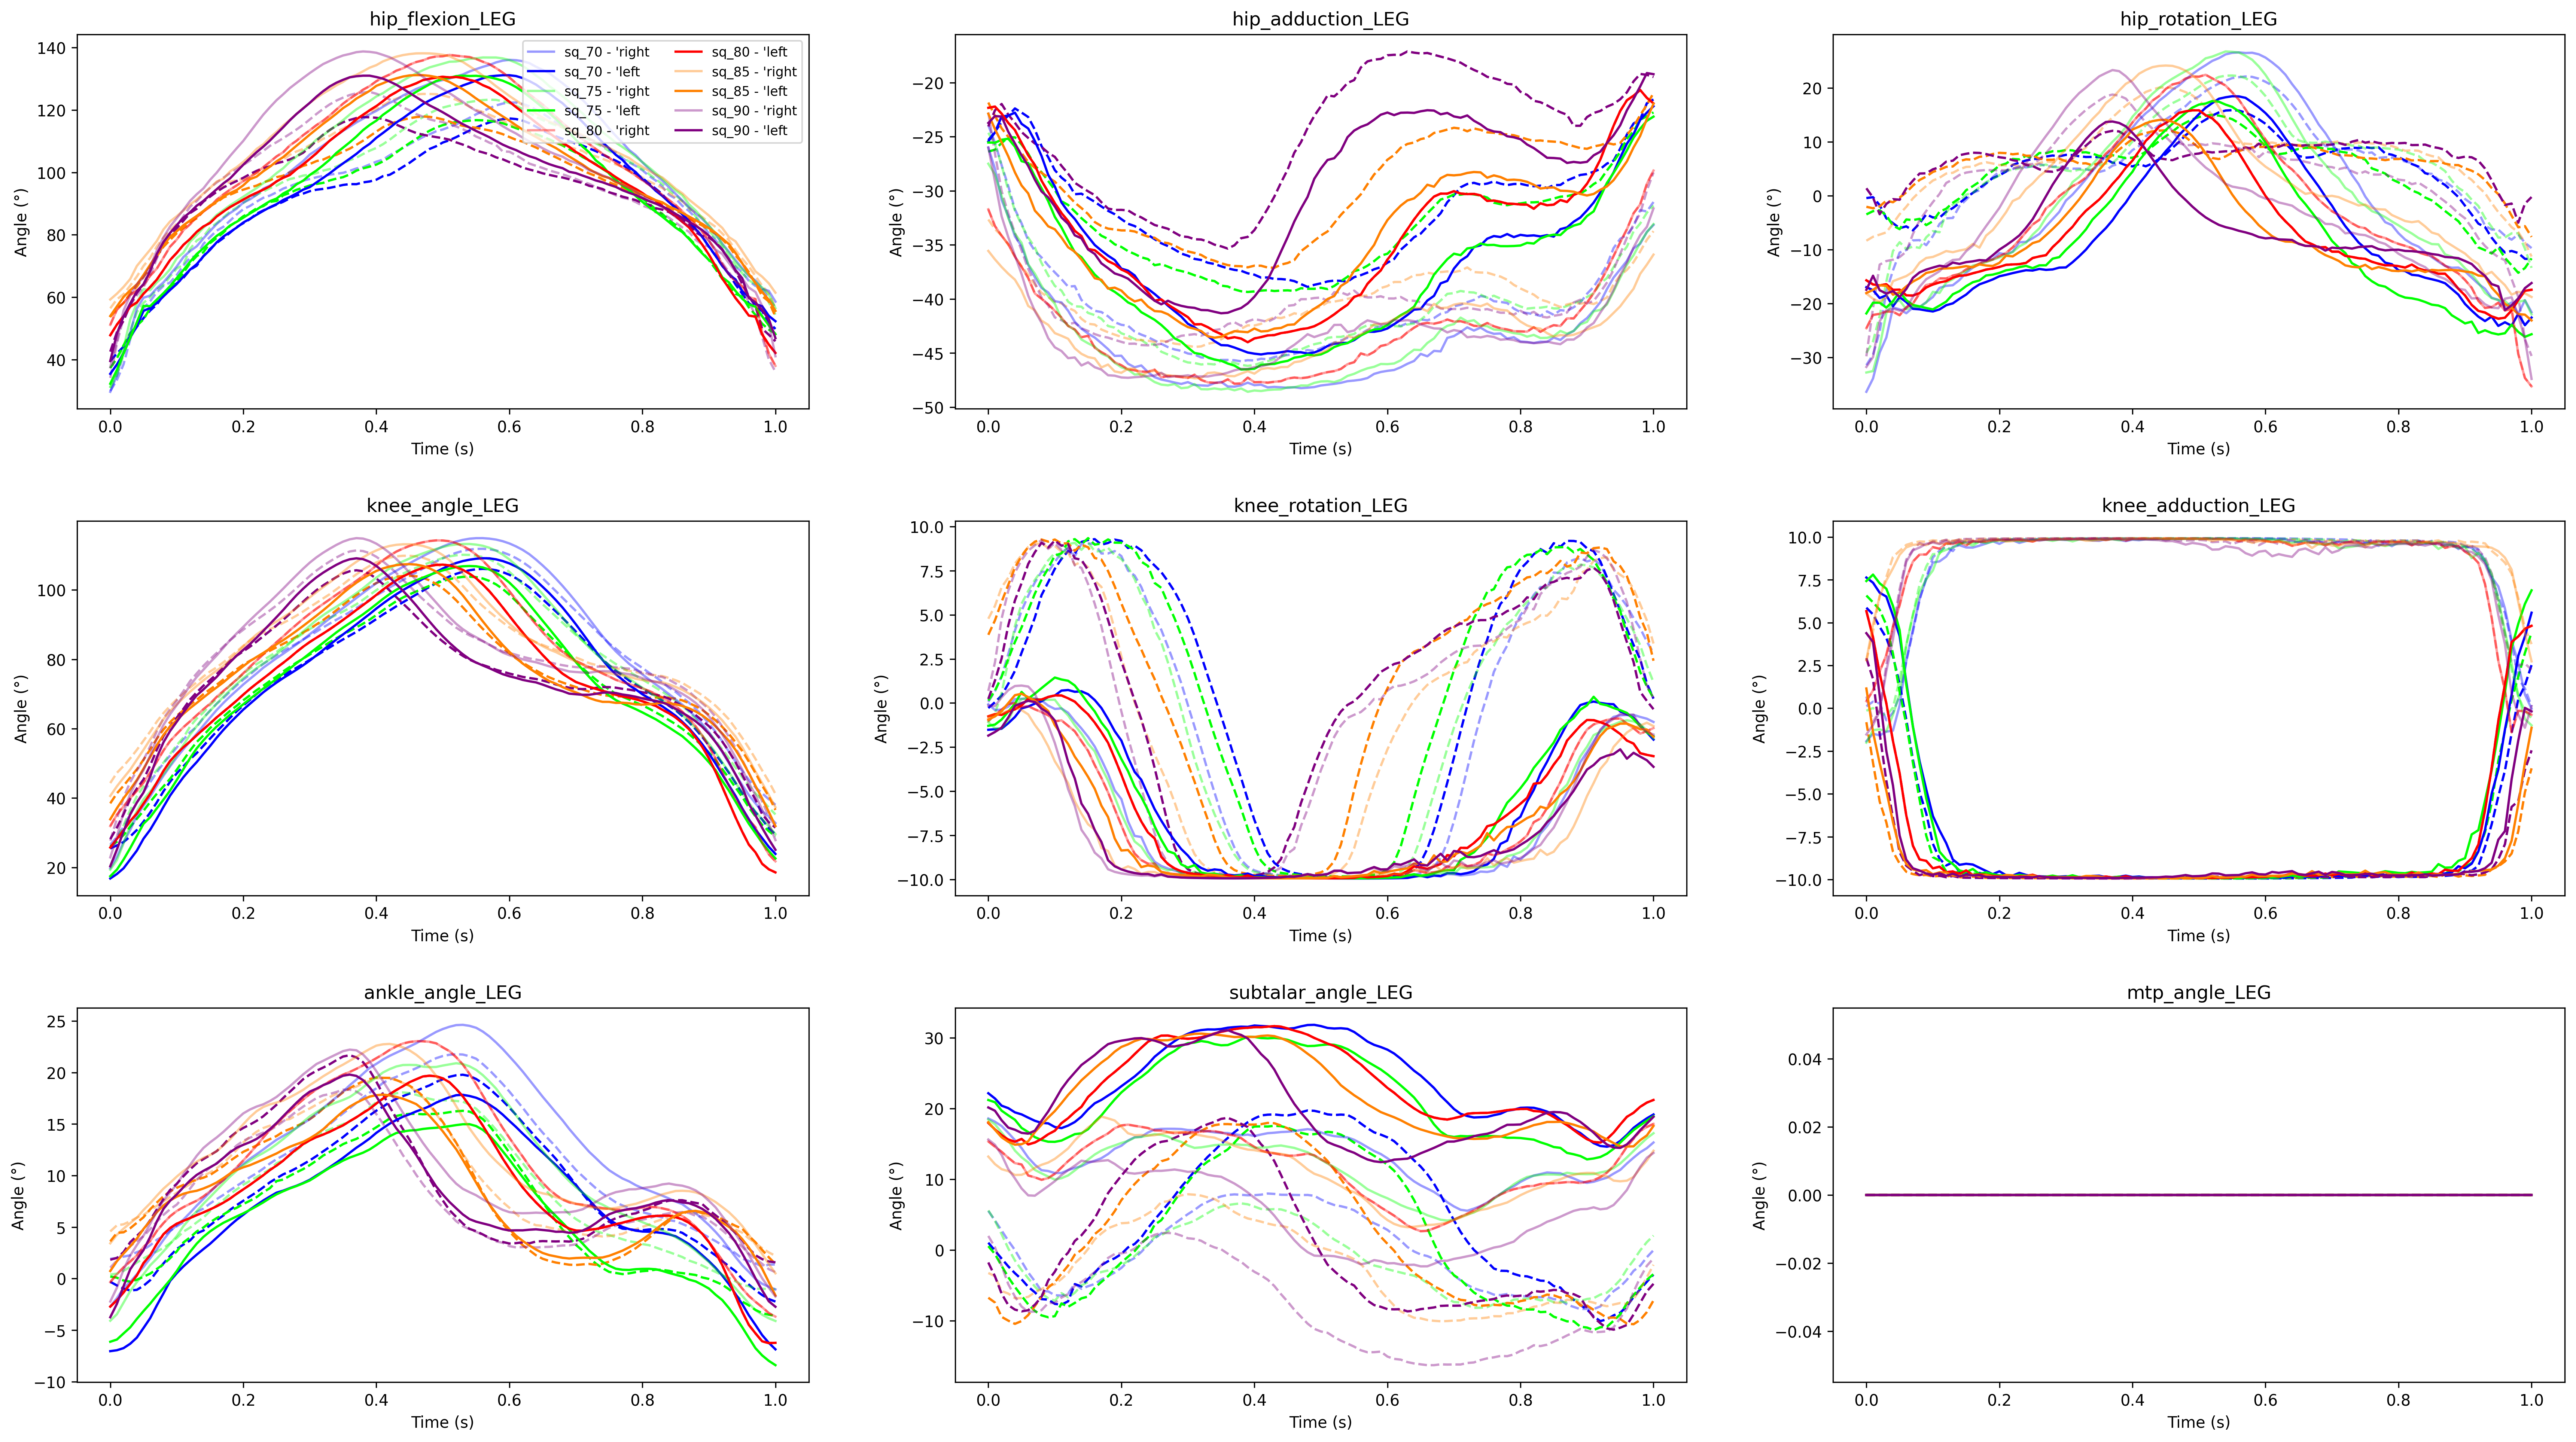 hip_flexion_LEG
Angle (°)
140
120
100
80
60
40
sq_70 - 'right
sq_70 - 'left
sq_75 - 'right
sq_75 - 'left
sq_80 - 'right
sq_80 - 'left
sq_85 - 'right
sq_85 - 'left
sq_90 - 'right
sq_90 - 'left
0.0 0.2 0.4 0.6 0.8 1.0
Time (s)
hip_adduction_LEG
Angle (°)
−20
−25
−30
−35
−40
−45
−50
0.0 0.2 0.4 0.6 0.8 1.0
Time (s)
hip_rotation_LEG
Angle (°)
20
10
0
−10
−20
−30
0.0 0.2 0.4 0.6 0.8 1.0
Time (s)
knee_angle_LEG
Angle (°)
100
80
60
40
20
0.0 0.2 0.4 0.6 0.8 1.0
Time (s)
knee_rotation_LEG
Angle (°)
10.0
7.5
5.0
2.5
0.0
−2.5
−5.0
−7.5
−10.0
0.0 0.2 0.4 0.6 0.8 1.0
Time (s)
knee_adduction_LEG
Angle (°)
10.0
7.5
5.0
2.5
0.0
−2.5
−5.0
−7.5
−10.0
0.0 0.2 0.4 0.6 0.8 1.0
Time (s)
ankle_angle_LEG
Angle (°)
25
20
15
10
5
0
−5
−10
0.0 0.2 0.4 0.6 0.8 1.0
Time (s)
subtalar_angle_LEG
Angle (°)
30
20
10
0
−10
0.0 0.2 0.4 0.6 0.8 1.0
Time (s)
mtp_angle_LEG
Angle (°)
0.04
0.02
0.00
−0.02
−0.04
0.0 0.2 0.4 0.6 0.8 1.0
Time (s)